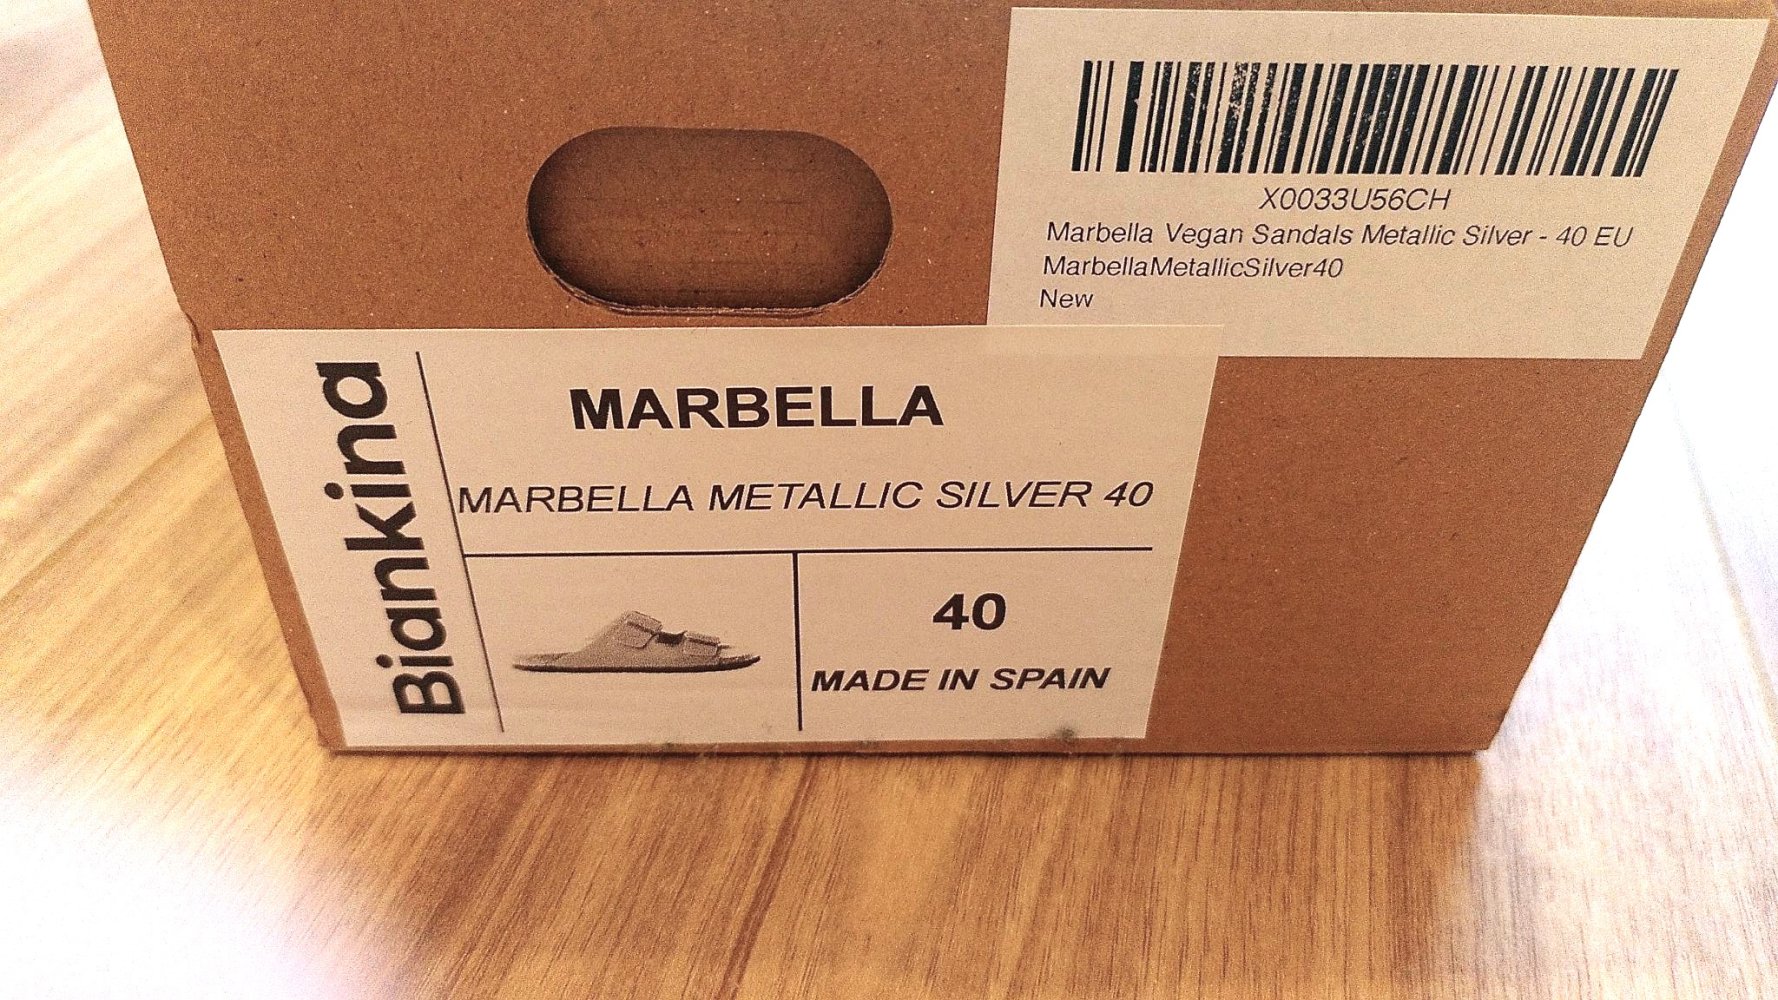 X0033U56CH
Marbella Vegan Sandals Metallic Silver - 40 EU
MarbellaMetallicSilver40
New
Biankina
MARBELLA
MARBELLA METALLIC SILVER 40
40
MADE IN SPAIN